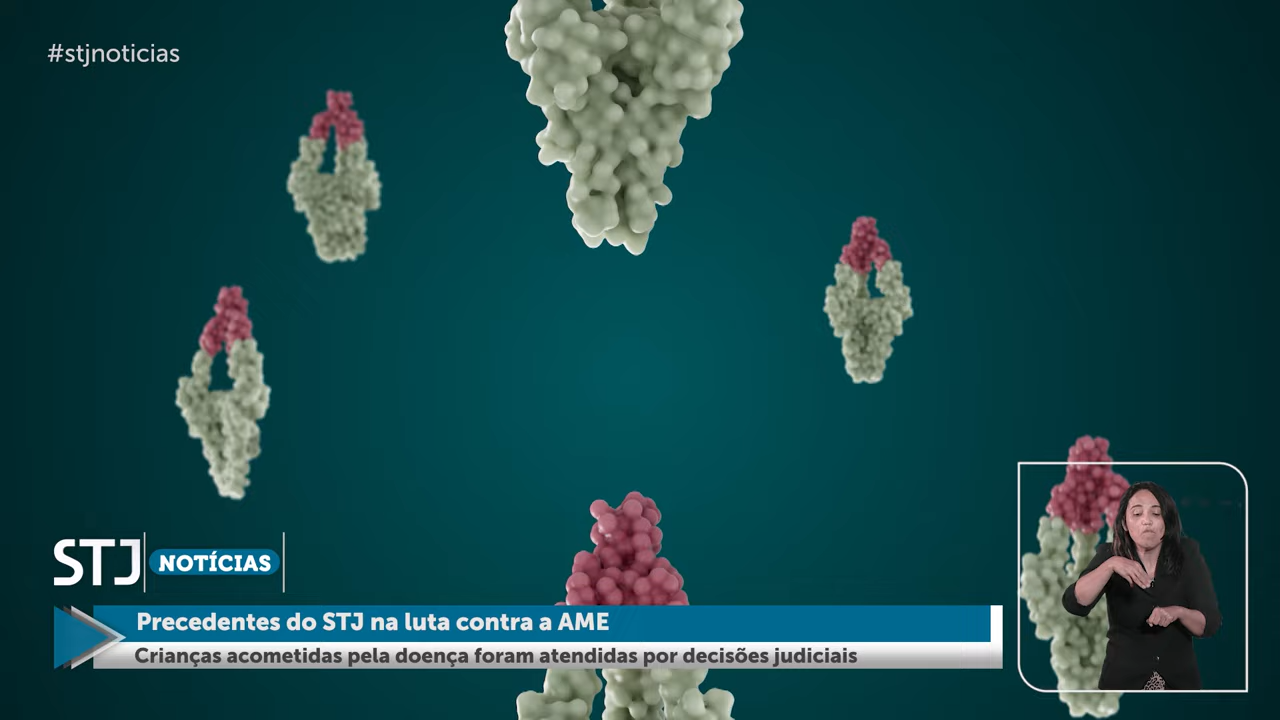 #stjnoticias
STJ NOTÍCIAS
Precedentes do STJ na luta contra a AME
Crianças acometidas pela doença foram atendidas por decisões judiciais